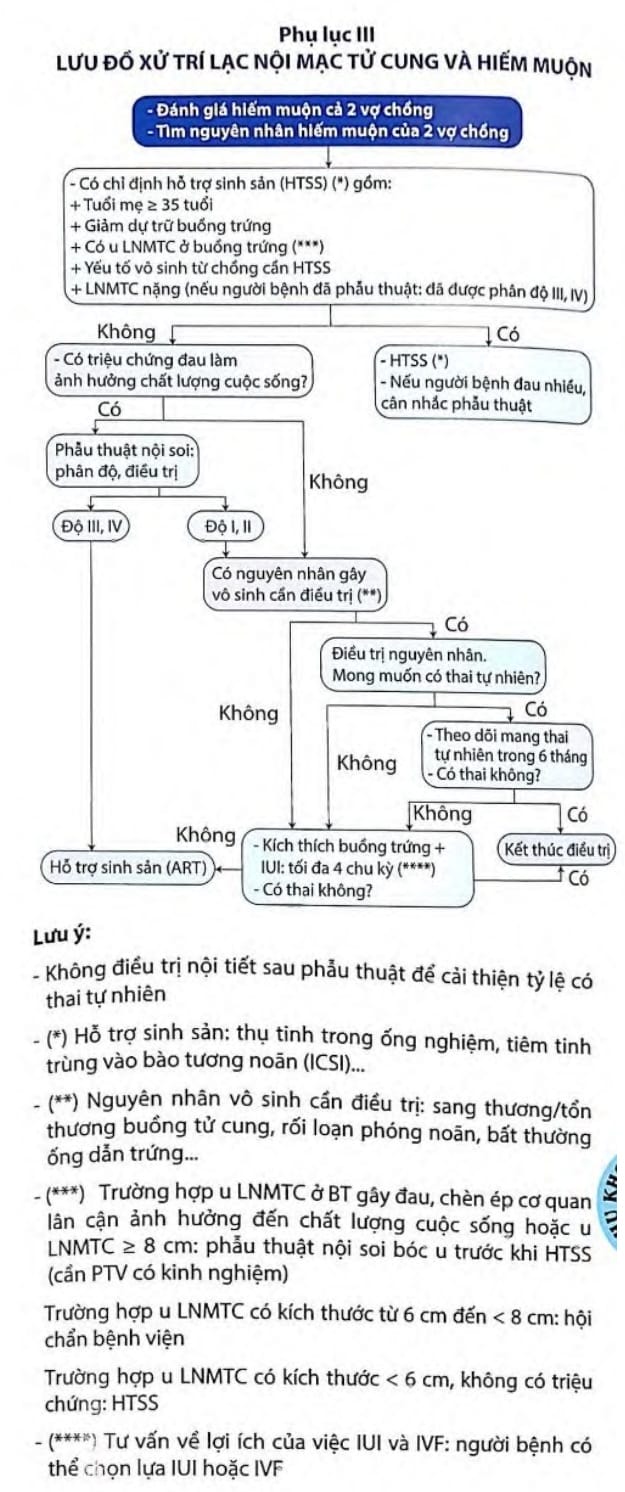 Phụ lục III
LƯU ĐỒ XỬ TRÍ LẠC NỘI MẠC TỬ CUNG VÀ HIẾM MUỘN
- Đánh giá hiếm muộn cả 2 vợ chồng
- Tìm nguyên nhân hiếm muộn của 2 vợ chồng
- Có chỉ định hỗ trợ sinh sản (HTSS) (*) gồm:
+ Tuổi mẹ ≥ 35 tuổi
+ Giảm dự trữ buồng trứng
+ Có u LNMTC ở buồng trứng (***)
+ Yếu tố vô sinh từ chồng cần HTSS
+ LNMTC nặng (nếu người bệnh đã phẫu thuật: đã được phân độ III, IV)
Không
Có
- Có triệu chứng đau làm
ảnh hưởng chất lượng cuộc sống?
- HTSS (*)
- Nếu người bệnh đau nhiều,
cân nhắc phẫu thuật
Có
Không
Phẫu thuật nội soi:
phân độ, điều trị
Độ III, IV
Độ I, II
Có nguyên nhân gây
vô sinh cần điều trị (**)
Có
Không
Điều trị nguyên nhân.
Mong muốn có thai tự nhiên?
Có
Không
- Theo dõi mang thai
tự nhiên trong 6 tháng
- Có thai không?
Không
Có
Không
- Kích thích buồng trứng +
IUI: tối đa 4 chu kỳ (****)
- Có thai không?
Kết thúc điều trị
Có
Hỗ trợ sinh sản (ART)
Lưu ý:
- Không điều trị nội tiết sau phẫu thuật để cải thiện tỷ lệ có
thai tự nhiên
- (*) Hỗ trợ sinh sản: thụ tinh trong ống nghiệm, tiêm tinh
trùng vào bào tương noãn (ICSI)...
- (**) Nguyên nhân vô sinh cần điều trị: sang thương/tổn
thương buồng tử cung, rối loạn phóng noãn, bất thường
ống dẫn trứng...
- (***) Trường hợp u LNMTC ở BT gây đau, chèn ép cơ quan
lân cận ảnh hưởng đến chất lượng cuộc sống hoặc u
LNMTC ≥ 8 cm: phẫu thuật nội soi bóc u trước khi HTSS
(cần PTV có kinh nghiệm)
Trường hợp u LNMTC có kích thước từ 6 cm đến < 8 cm: hội
chẩn bệnh viện
Trường hợp u LNMTC có kích thước < 6 cm, không có triệu
chứng: HTSS
- (****) Tư vấn về lợi ích của việc IUI và IVF: người bệnh có
thể chọn lựa IUI hoặc IVF